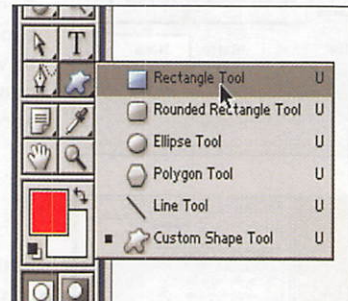 T
Rectangle Tool U
Rounded Rectangle Tool U
Ellipse Tool U
Polygon Tool U
Line Tool U
Custom Shape Tool U